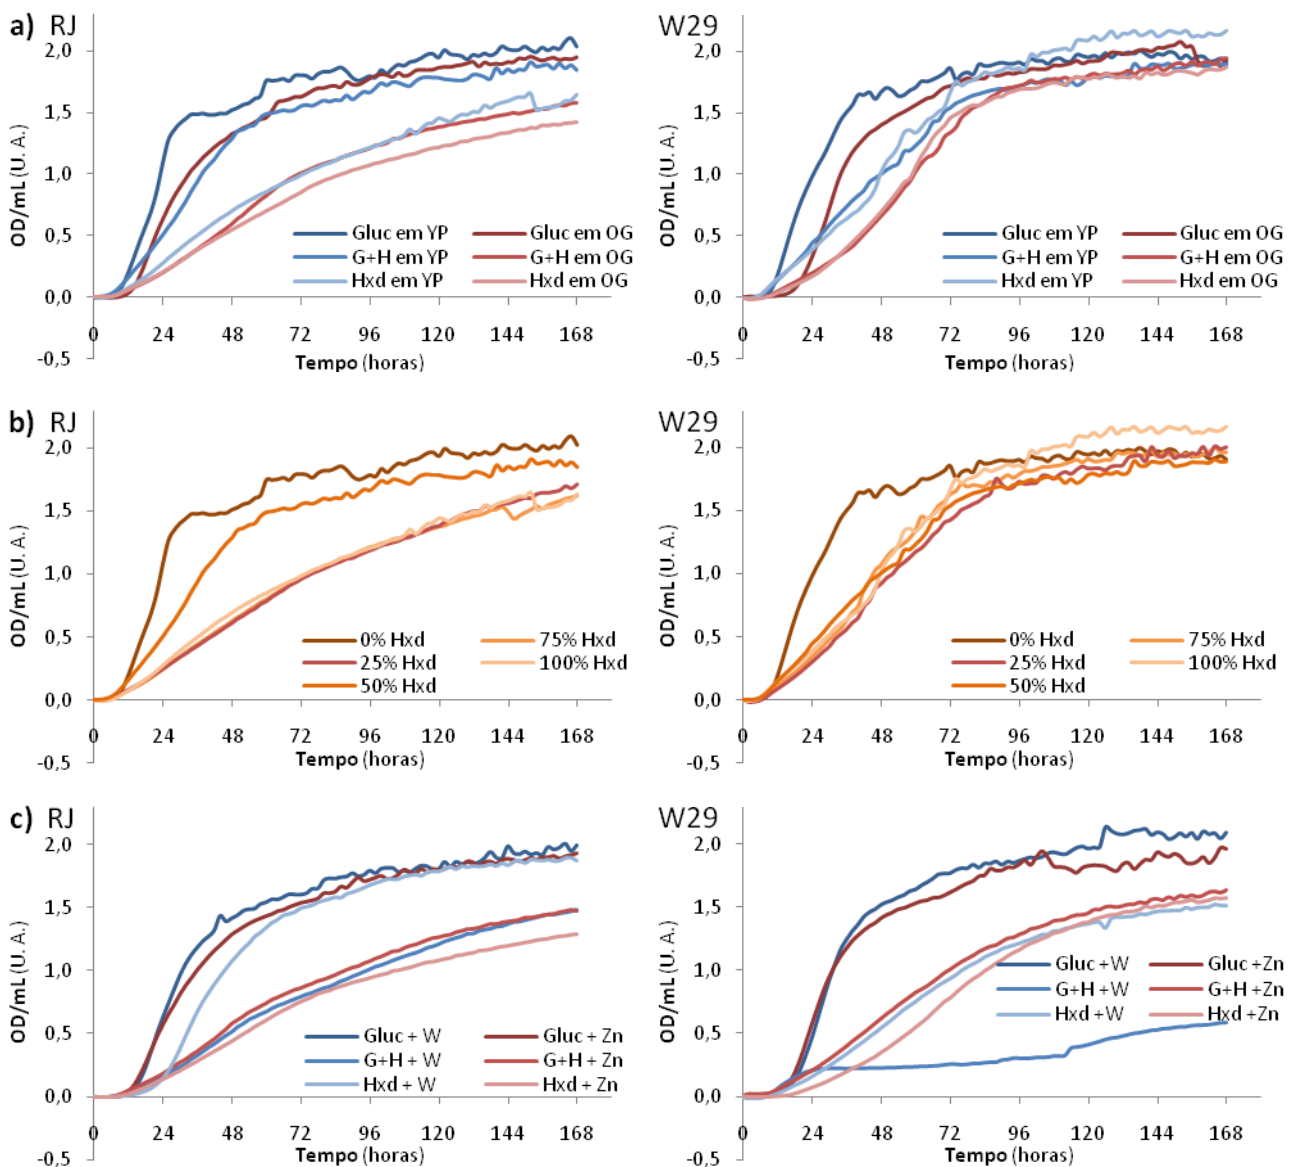 a) RJ
2,0
1,5
1,0
0,5
0,0
-0,5
OD/mL (U. A.)
Gluc em YP Gluc em OG
G+H em YP G+H em OG
Hxd em YP Hxd em OG
0 24 48 72 96 120 144 168
Tempo (horas)
W29
2,0
1,5
1,0
0,5
0,0
-0,5
OD/mL (U. A.)
Gluc em YP Gluc em OG
G+H em YP G+H em OG
Hxd em YP Hxd em OG
0 24 48 72 96 120 144 168
Tempo (horas)
b) RJ
2,0
1,5
1,0
0,5
0,0
-0,5
OD/mL (U. A.)
0% Hxd 75% Hxd
25% Hxd 100% Hxd
50% Hxd
0 24 48 72 96 120 144 168
Tempo (horas)
W29
2,0
1,5
1,0
0,5
0,0
-0,5
OD/mL (U. A.)
0% Hxd 75% Hxd
25% Hxd 100% Hxd
50% Hxd
0 24 48 72 96 120 144 168
Tempo (horas)
c) RJ
2,0
1,5
1,0
0,5
0,0
-0,5
OD/mL (U. A.)
Gluc + W Gluc + Zn
G+H + W G+H + Zn
Hxd + W Hxd + Zn
0 24 48 72 96 120 144 168
Tempo (horas)
W29
2,0
1,5
1,0
0,5
0,0
-0,5
OD/mL (U. A.)
Gluc +W Gluc +Zn
G+H +W G+H +Zn
Hxd +W Hxd +Zn
0 24 48 72 96 120 144 168
Tempo (horas)